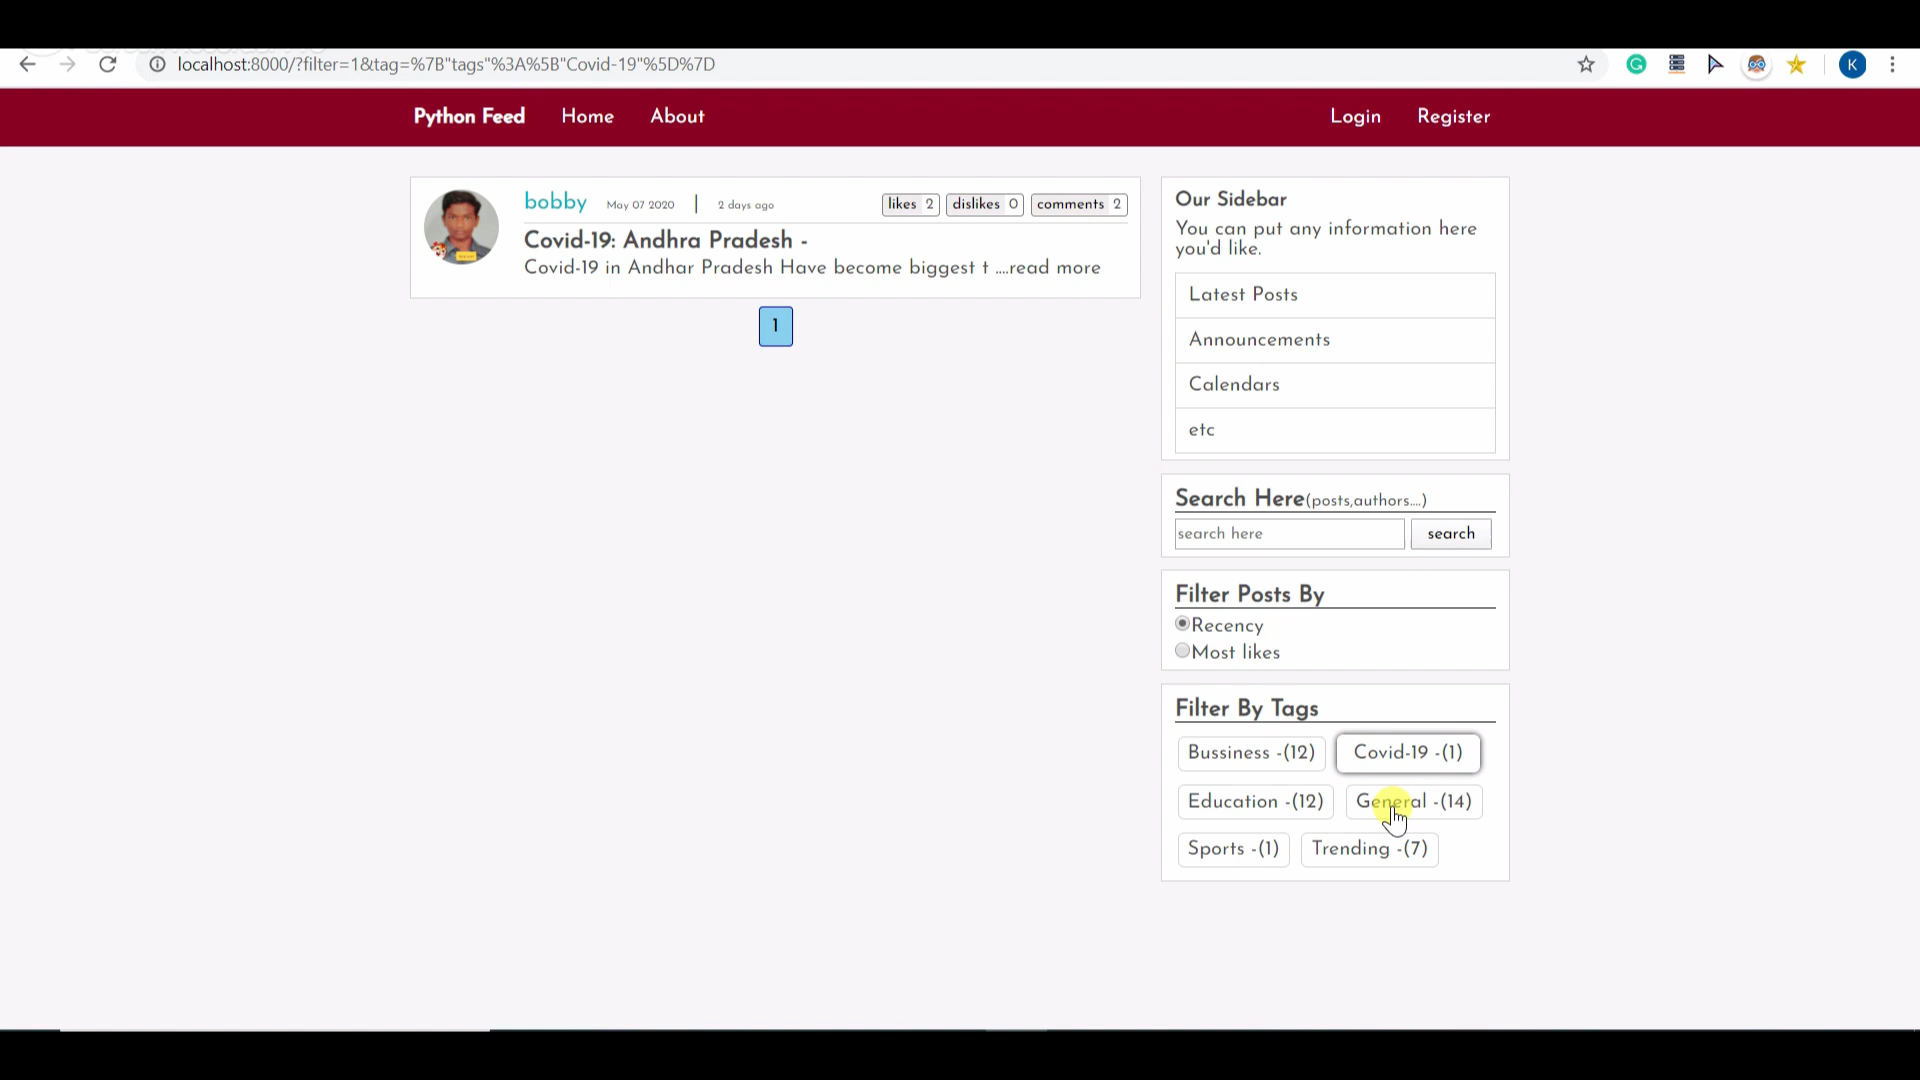 localhost:8000/?filter=1&tag=%7B"tags"%3A%5B"Covid-19"%5D%7D
K
Python Feed Home About Login Register
bobby May 07 2020 | 2 days ago likes 2 dislikes 0 comments 2
Covid-19: Andhra Pradesh -
Covid-19 in Andhar Pradesh Have become biggest t ....read more
1
Our Sidebar
You can put any information here
you'd like.
Latest Posts
Announcements
Calendars
etc
Search Here(posts,authors....)
search here search
Filter Posts By
Recency
Most likes
Filter By Tags
Bussiness -(12) Covid-19 -(1)
Education -(12) General -(14)
Sports -(1) Trending -(7)